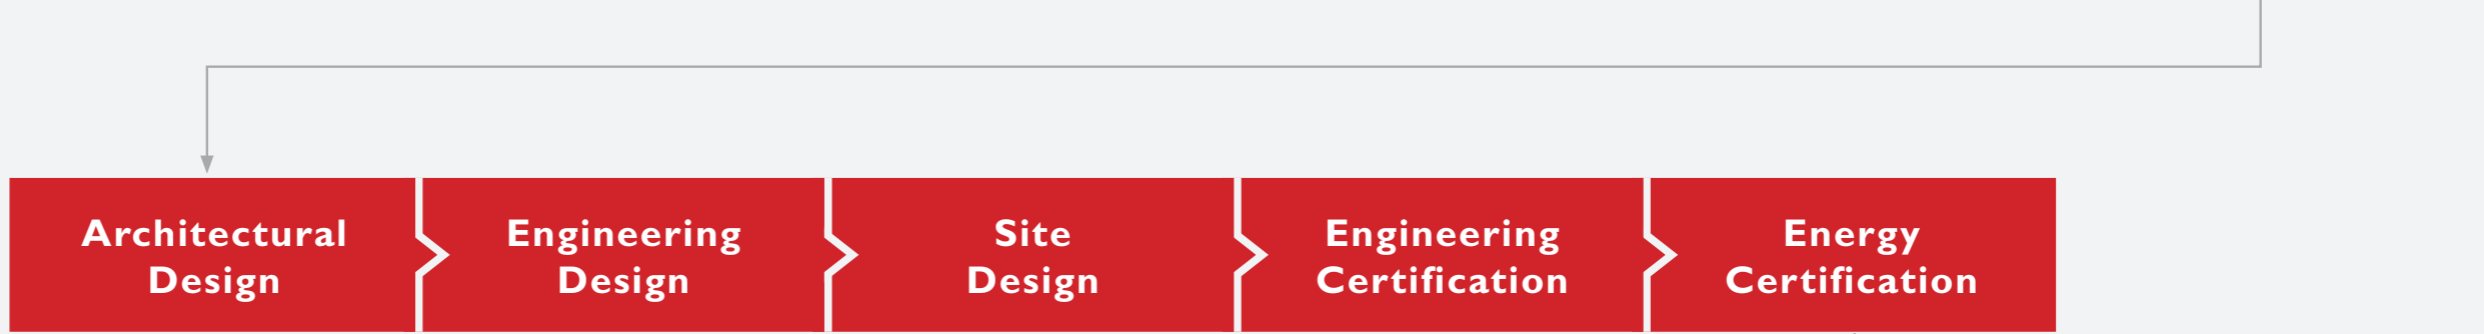 Architectural
Design
Engineering
Design
Site
Design
Engineering
Certification
Energy
Certification